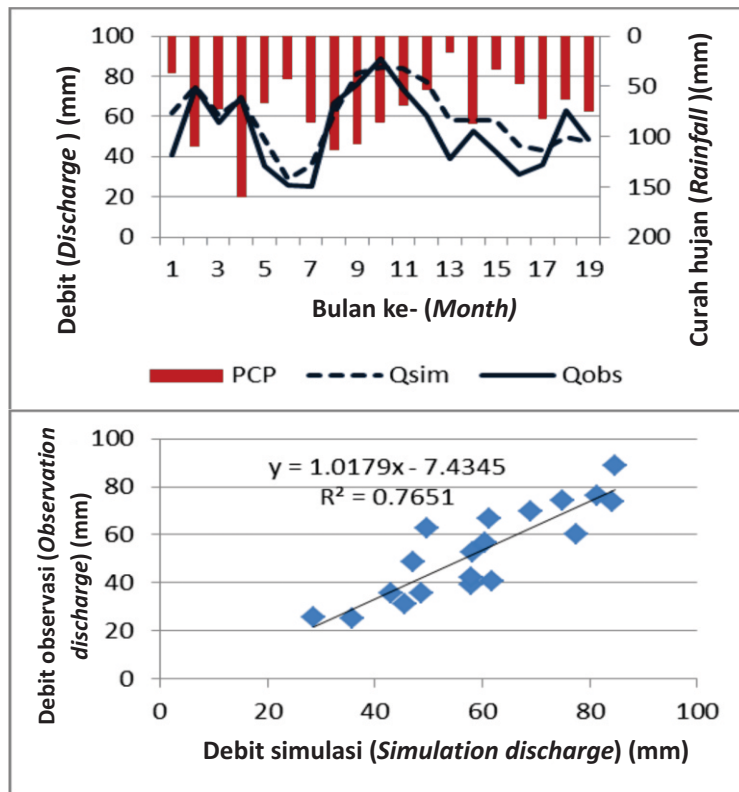 Debit (Discharge ) (mm)
100
80
60
40
20
0
0
50
100
150
200
Curah hujan (Rainfall )(mm)
1 3 5 7 9 11 13 15 17 19
Bulan ke- (Month)
PCP Qsim Qobs
Debit observasi (Observation
discharge) (mm)
100
80
60
40
20
0
y = 1.0179x - 7.4345
R² = 0.7651
0 20 40 60 80 100
Debit simulasi (Simulation discharge) (mm)